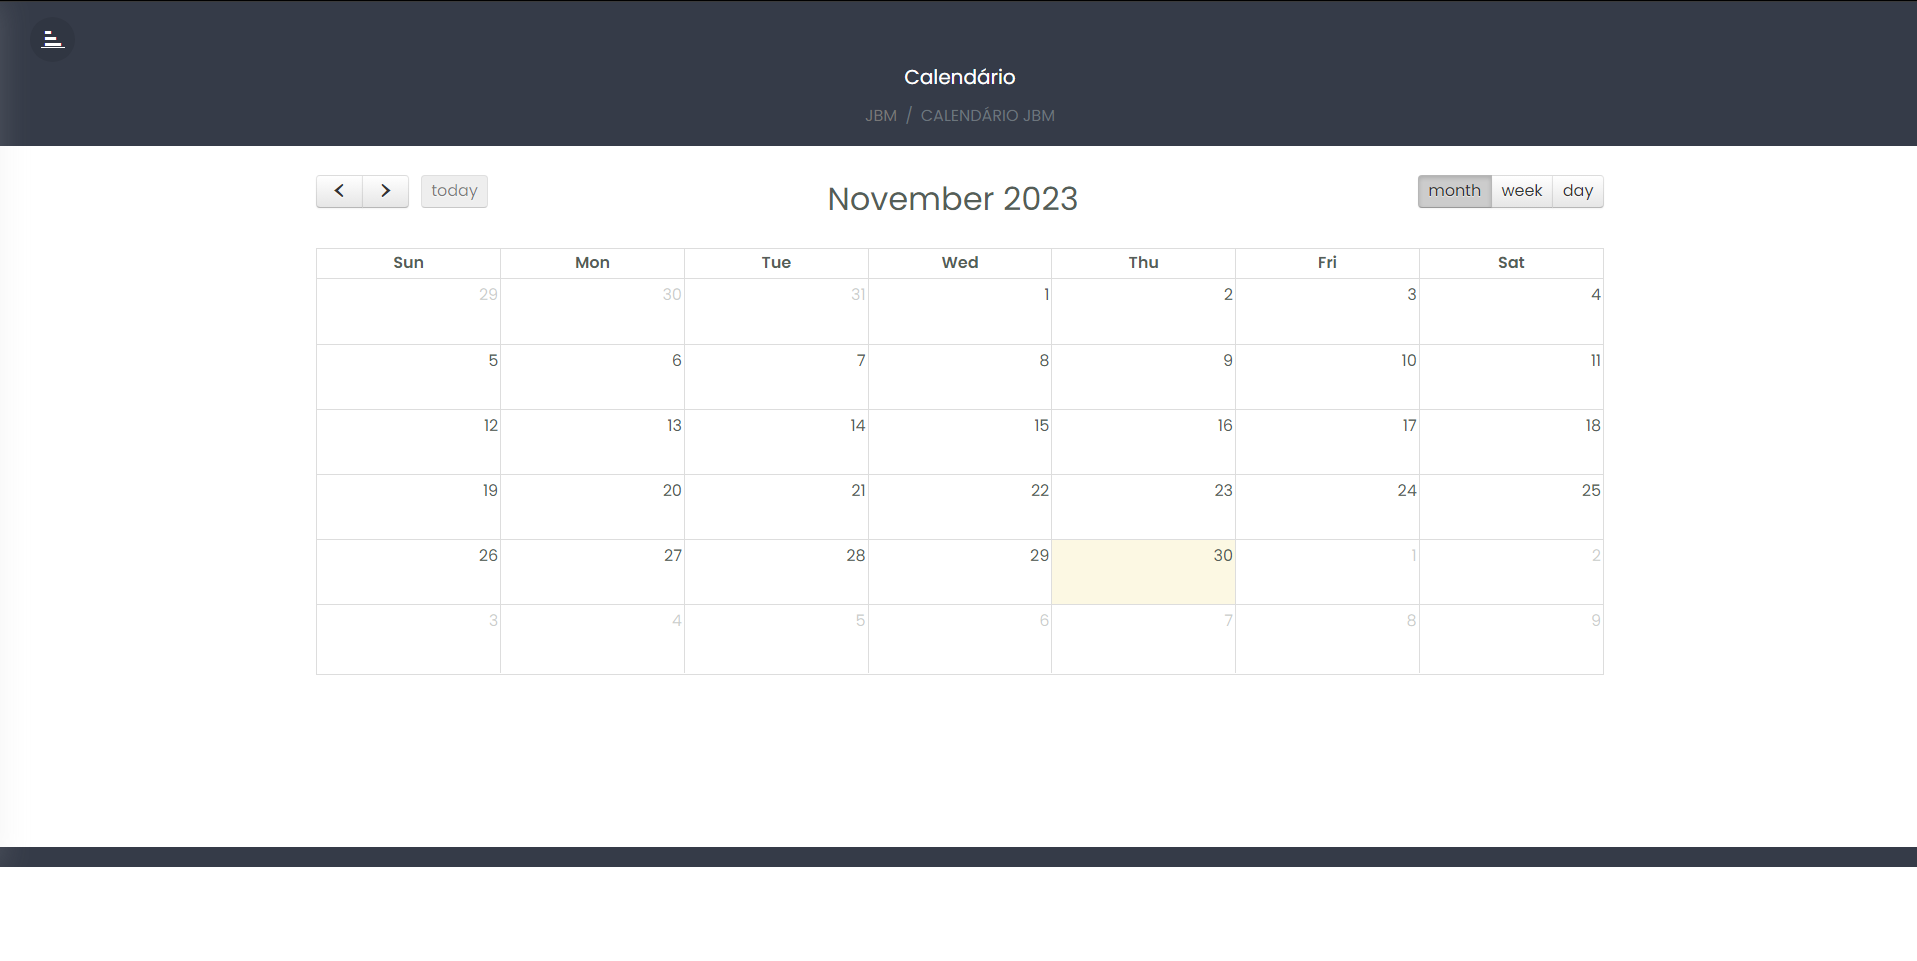 Calendário
JBM / CALENDÁRIO JBM
today
November 2023
month week day
Sun Mon Tue Wed Thu Fri Sat
29 30 31 1 2 3 4
5 6 7 8 9 10 11
12 13 14 15 16 17 18
19 20 21 22 23 24 25
26 27 28 29 30 1 2
3 4 5 6 7 8 9